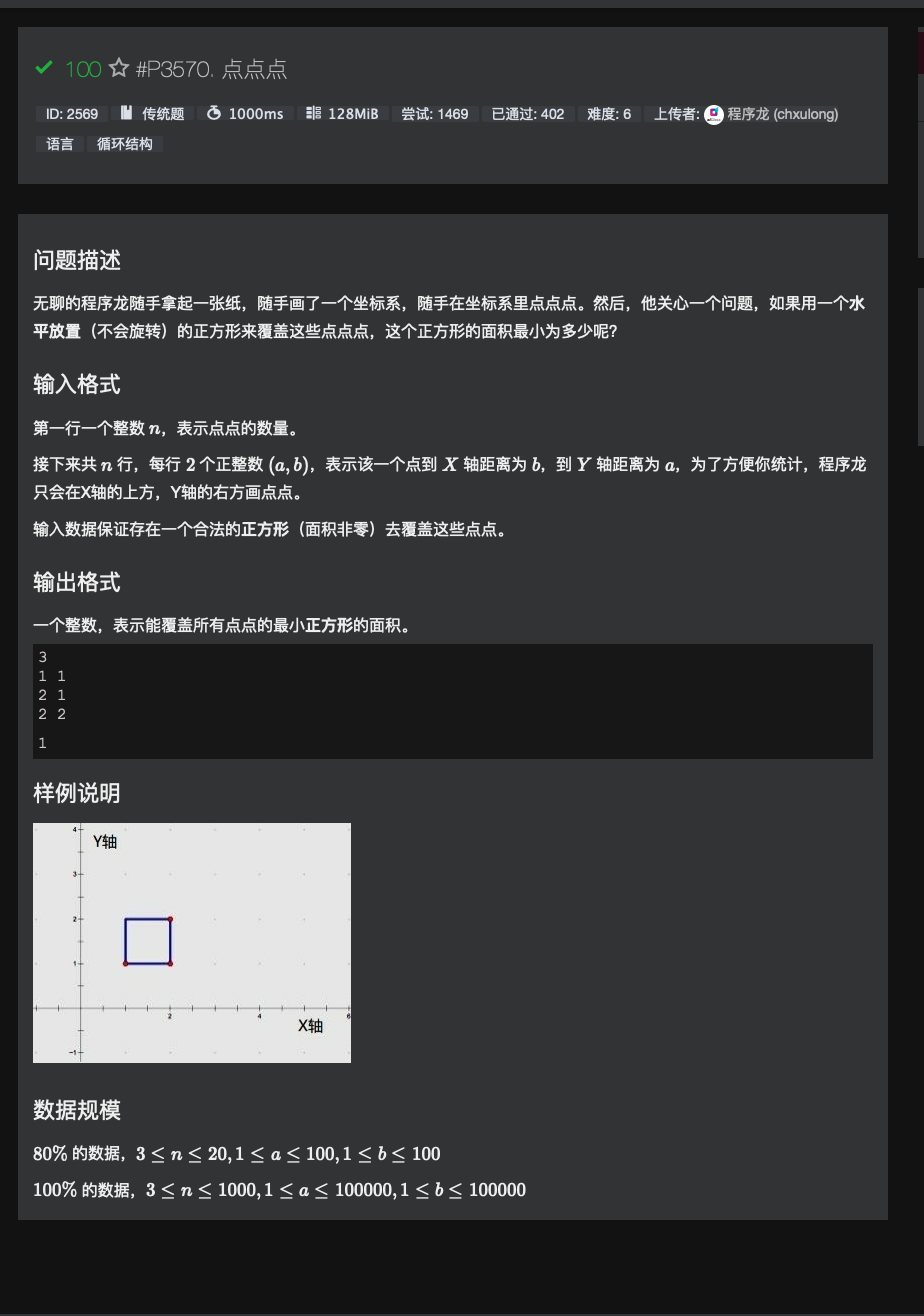 100 #P3570. 点点点
ID: 2569 传统题 1000ms 128MiB 尝试: 1469 已通过: 402 难度: 6 上传者: 程序龙 (chxulong)
语言 循环结构
问题描述
无聊的程序龙随手拿起一张纸，随手画了一个坐标系，随手在坐标系里点点点。然后，他关心一个问题，如果用一个水
平放置（不会旋转）的正方形来覆盖这些点点点，这个正方形的面积最小为多少呢?
输入格式
第一行一个整数 n，表示点点的数量。
接下来共 n 行，每行 2 个正整数 (a, b)，表示该一个点到 X 轴距离为 b，到 Y 轴距离为 a，为了方便你统计，程序龙
只会在X轴的上方，Y轴的右方画点点。
输入数据保证存在一个合法的正方形（面积非零）去覆盖这些点点。
输出格式
一个整数，表示能覆盖所有点点的最小正方形的面积。
3
1 1
2 1
2 2
1
样例说明
4
Y轴
3
2
1
2 4 6
X轴
-1
数据规模
80% 的数据，3 ≤ n ≤ 20, 1 ≤ a ≤ 100, 1 ≤ b ≤ 100
100% 的数据，3 ≤ n ≤ 1000, 1 ≤ a ≤ 100000, 1 ≤ b ≤ 100000